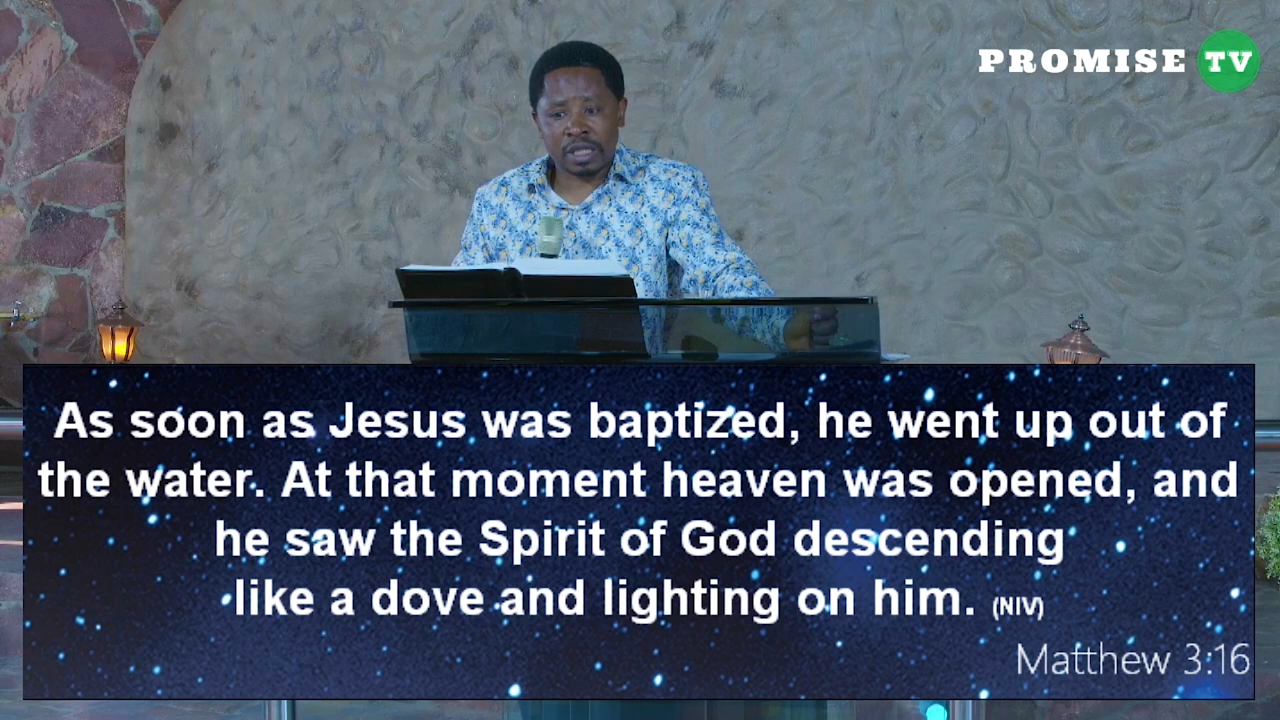 PROMISE TV
As soon as Jesus was baptized, he went up out of
the water. At that moment heaven was opened, and
he saw the Spirit of God descending
like a dove and lighting on him. (NIV)
Matthew 3:16